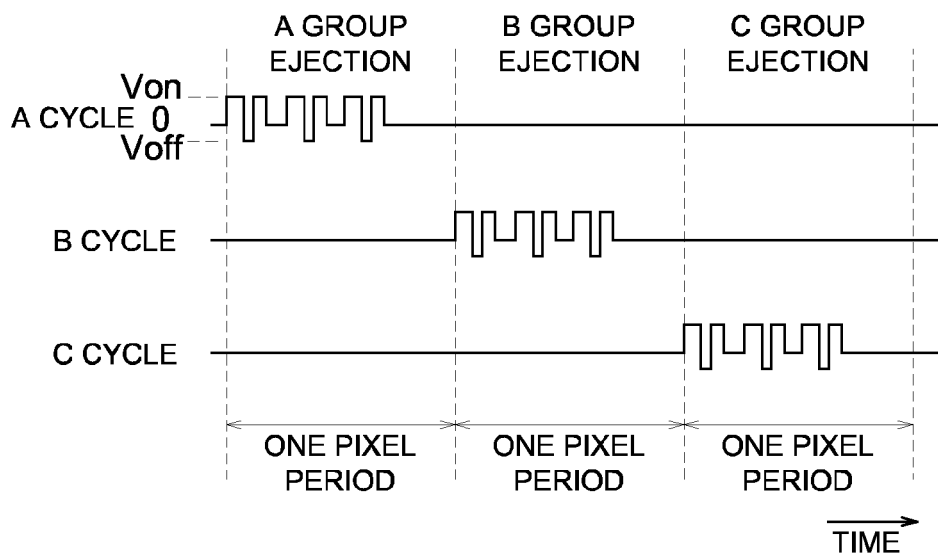 A GROUP EJECTION
B GROUP EJECTION
C GROUP EJECTION
Von
A CYCLE 0
Voff
B CYCLE
C CYCLE
ONE PIXEL PERIOD
ONE PIXEL PERIOD
ONE PIXEL PERIOD
TIME